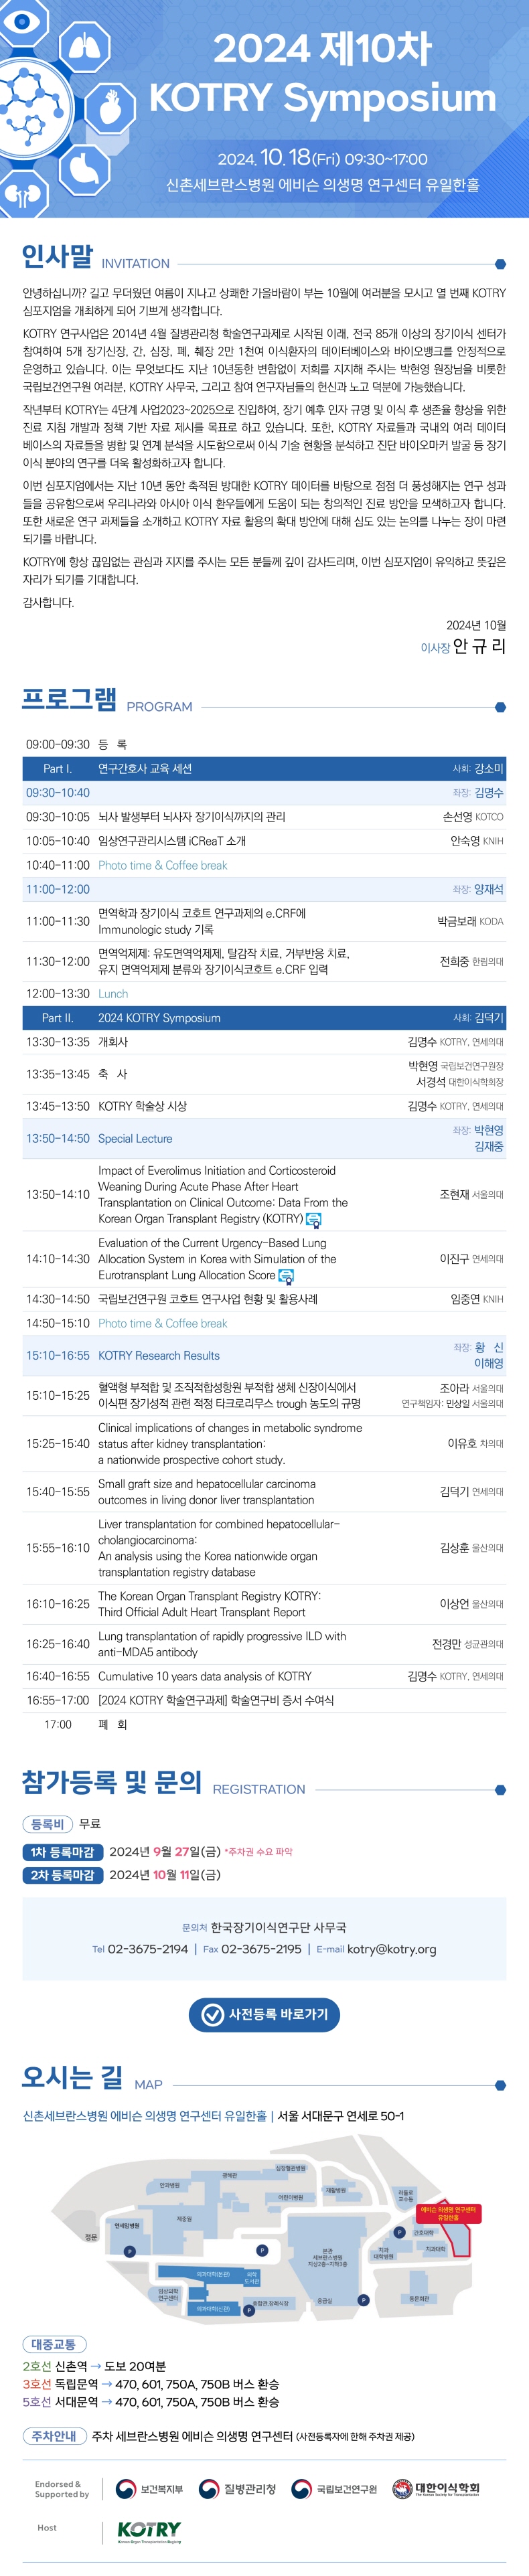 2024 제10차
KOTRY Symposium
2024. 10. 18(Fri) 09:30~17:00
신촌세브란스병원 에비슨 의생명 연구센터 유일한홀
인사말 INVITATION
안녕하십니까? 길고 무더웠던 여름이 지나고 상쾌한 가을바람이 부는 10월에 여러분을 모시고 열 번째 KOTRY
심포지엄을 개최하게 되어 기쁘게 생각합니다.
KOTRY 연구사업은 2014년 4월 질병관리청 학술연구과제로 시작된 이래, 전국 85개 이상의 장기이식 센터가
참여하여 5개 장기신장, 간, 심장, 폐, 췌장 2만 1천여 이식환자의 데이터베이스와 바이오뱅크를 안정적으로
운영하고 있습니다. 이는 무엇보다도 지난 10년동안 변함없이 저희를 지지해 주시는 박현영 원장님을 비롯한
국립보건연구원 여러분, KOTRY 사무국, 그리고 참여 연구자님들의 헌신과 노고 덕분에 가능했습니다.
작년부터 KOTRY는 4단계 사업2023~2025으로 진입하여, 장기 예후 인자 규명 및 이식 후 생존율 향상을 위한
진료 지침 개발과 정책 기반 자료 제시를 목표로 하고 있습니다. 또한, KOTRY 자료들과 국내외 여러 데이터
베이스의 자료들을 병합 및 연계 분석을 시도함으로써 이식 기술 현황을 분석하고 진단 바이오마커 발굴 등 장기
이식 분야의 연구를 더욱 활성화하고자 합니다.
이번 심포지엄에서는 지난 10년 동안 축적된 방대한 KOTRY 데이터를 바탕으로 점점 더 풍성해지는 연구 성과
들을 공유함으로써 우리나라와 아시아 이식 환우들에게 도움이 되는 창의적인 진료 방안을 모색하고자 합니다.
또한 새로운 연구 과제들을 소개하고 KOTRY 자료 활용의 확대 방안에 대해 심도 있는 논의를 나누는 장이 마련
되기를 바랍니다.
KOTRY에 항상 끊임없는 관심과 지지를 주시는 모든 분들께 깊이 감사드리며, 이번 심포지엄이 유익하고 뜻깊은
자리가 되기를 기대합니다.
감사합니다.
2024년 10월
이사장 안 규 리
프로그램 PROGRAM
09:00-09:30 등 록
Part I. 연구간호사 교육 세션 사회: 강소미
09:30-10:40 좌장: 김명수
09:30-10:05 뇌사 발생부터 뇌사자 장기이식까지의 관리 손선영 KOTCO
10:05-10:40 임상연구관리시스템 iCReaT 소개 안숙영 KNIH
10:40-11:00 Photo time & Coffee break
11:00-12:00 좌장: 양재석
11:00-11:30 면역학과 장기이식 코호트 연구과제의 e.CRF에
Immunologic study 기록 박금보래 KODA
11:30-12:00 면역억제제: 유도면역억제제, 탈감작 치료, 거부반응 치료,
유지 면역억제제 분류와 장기이식코호트 e.CRF 입력 전희중 한림의대
12:00-13:30 Lunch
Part II. 2024 KOTRY Symposium 사회: 김덕기
13:30-13:35 개회사 김명수 KOTRY, 연세의대
13:35-13:45 축 사 박현영 국립보건연구원장
서경석 대한이식학회장
13:45-13:50 KOTRY 학술상 시상 김명수 KOTRY, 연세의대
13:50-14:50 Special Lecture 좌장: 박현영
김재중
13:50-14:10 Impact of Everolimus Initiation and Corticosteroid
Weaning During Acute Phase After Heart
Transplantation on Clinical Outcome: Data From the
Korean Organ Transplant Registry (KOTRY) 조현재 서울의대
14:10-14:30 Evaluation of the Current Urgency-Based Lung
Allocation System in Korea with Simulation of the
Eurotransplant Lung Allocation Score 이진구 연세의대
14:30-14:50 국립보건연구원 코호트 연구사업 현황 및 활용사례 임중연 KNIH
14:50-15:10 Photo time & Coffee break
15:10-16:55 KOTRY Research Results 좌장: 황 신
이해영
15:10-15:25 혈액형 부적합 및 조직적합성항원 부적합 생체 신장이식에서 조아라 서울의대
이식편 장기성적 관련 적정 타크로리무스 trough 농도의 규명 연구책임자: 민상일 서울의대
15:25-15:40 Clinical implications of changes in metabolic syndrome
status after kidney transplantation:
a nationwide prospective cohort study. 이유호 차의대
15:40-15:55 Small graft size and hepatocellular carcinoma
outcomes in living donor liver transplantation 김덕기 연세의대
15:55-16:10 Liver transplantation for combined hepatocellular-
cholangiocarcinoma:
An analysis using the Korea nationwide organ
transplantation registry database 김상훈 울산의대
16:10-16:25 The Korean Organ Transplant Registry KOTRY:
Third Official Adult Heart Transplant Report 이상언 울산의대
16:25-16:40 Lung transplantation of rapidly progressive ILD with
anti-MDA5 antibody 전경만 성균관의대
16:40-16:55 Cumulative 10 years data analysis of KOTRY 김명수 KOTRY, 연세의대
16:55-17:00 [2024 KOTRY 학술연구과제] 학술연구비 증서 수여식
17:00 폐 회
참가등록 및 문의 REGISTRATION
등록비 무료
1차 등록마감 2024년 9월 27일(금) *주차권 수요 파악
2차 등록마감 2024년 10월 11일(금)
문의처 한국장기이식연구단 사무국
Tel 02-3675-2194 | Fax 02-3675-2195 | E-mail kotry@kotry.org
사전등록 바로가기
오시는 길 MAP
신촌세브란스병원 에비슨 의생명 연구센터 유일한홀 | 서울 서대문구 연세로 50-1
심장혈관병원
광혜관
안과병원
어린이병원
재활병원
제중원
에비슨 의생명 연구센터
유일한홀
연세암병원
정문
간호대학
치과대학
치과
대학병원
본관
세브란스병원
지상2층~지하3층
의과대학(본관)
의학
도서관
임상의학
연구센터
의과대학(신관)
종합관, 장례식장
응급실
동문회관
P
P
P
P
P
대중교통
2호선 신촌역 → 도보 20여분
3호선 독립문역 → 470, 601, 750A, 750B 버스 환승
5호선 서대문역 → 470, 601, 750A, 750B 버스 환승
주차안내 주차 세브란스병원 에비슨 의생명 연구센터 (사전등록자에 한해 주차권 제공)
Endorsed &
Supported by
보건복지부 질병관리청 국립보건연구원 대한이식학회
The Korean Society for Transplantation
Host
KOTRY
Korean Organ Transplantation Registry